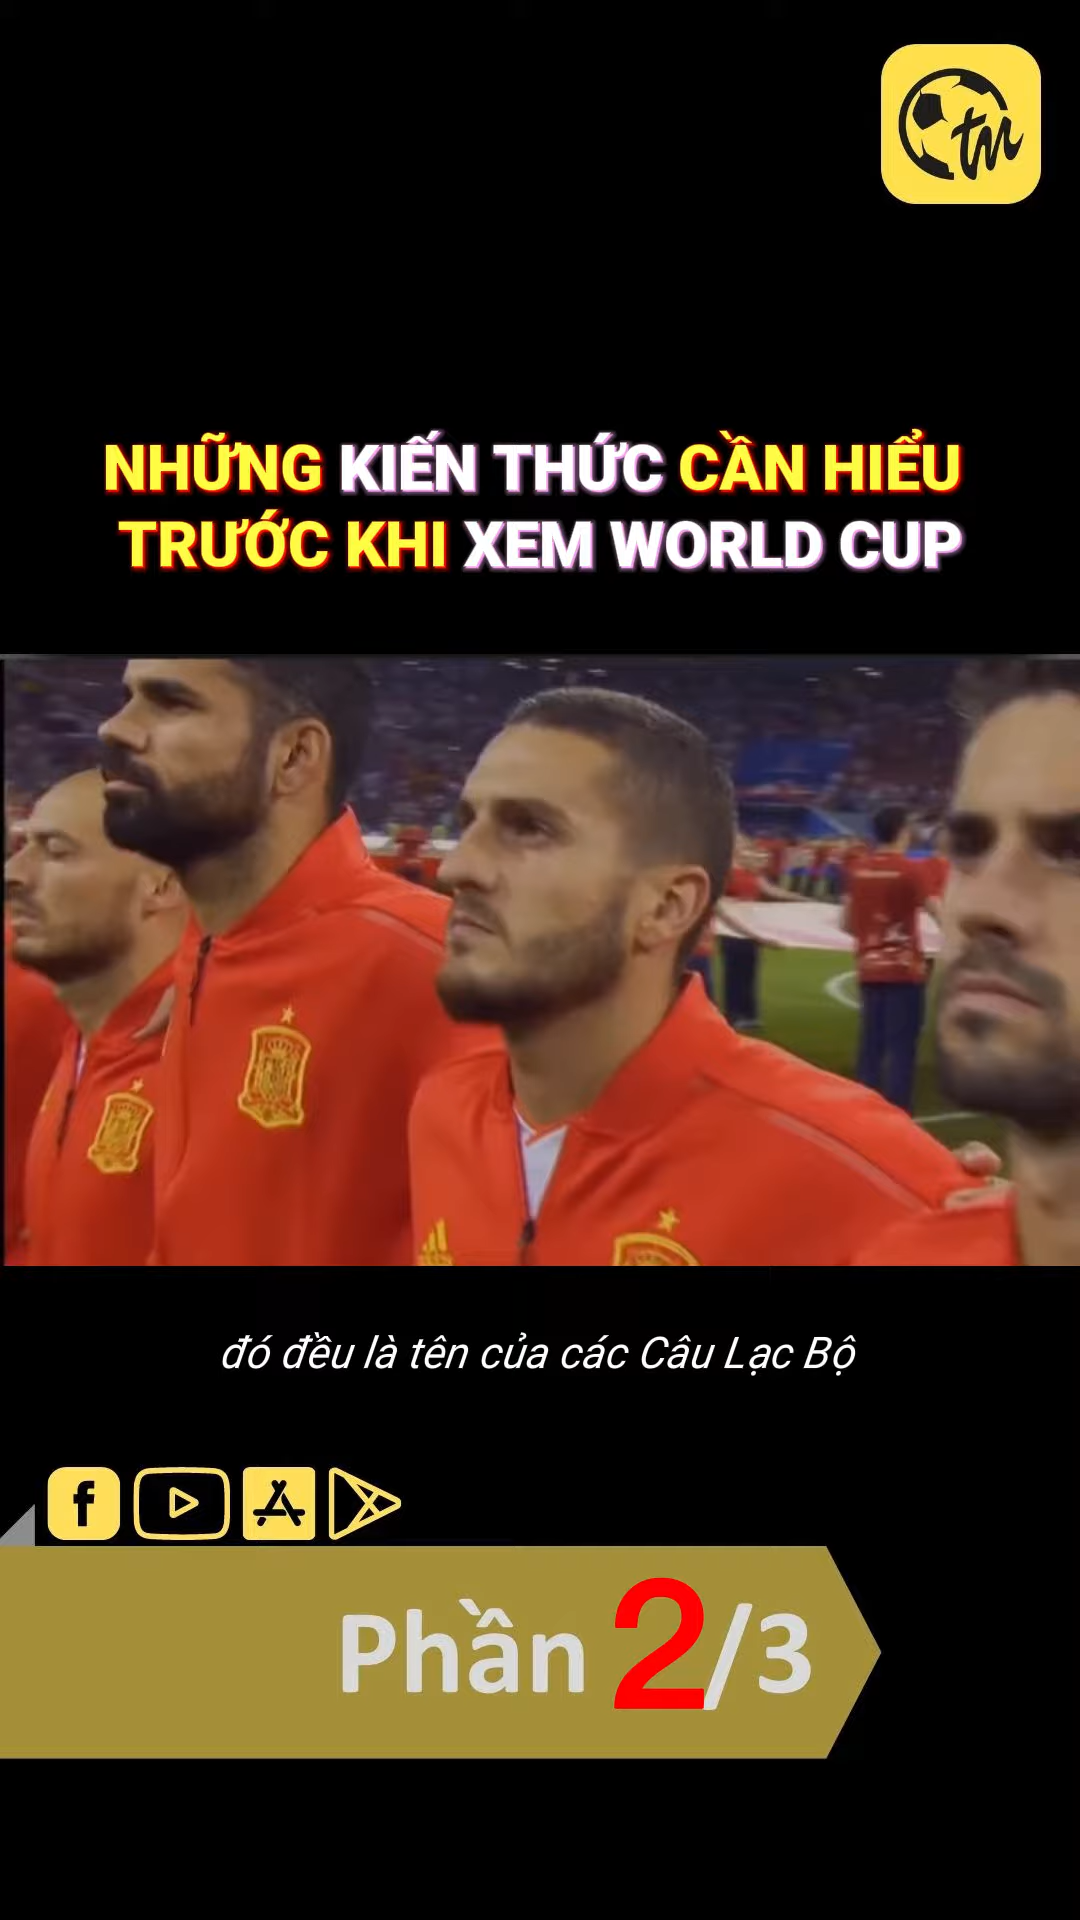 tm
NHỮNG KIẾN THỨC CẦN HIỂU
TRƯỚC KHI XEM WORLD CUP
đó đều là tên của các Câu Lạc Bộ
f
Phần 2/3